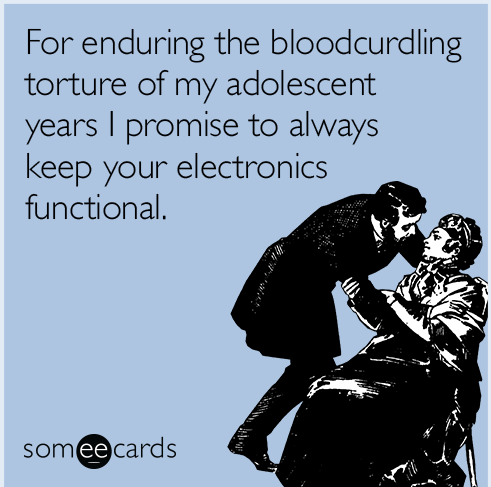 For enduring the bloodcurdling
torture of my adolescent
years I promise to always
keep your electronics
functional.
someecards